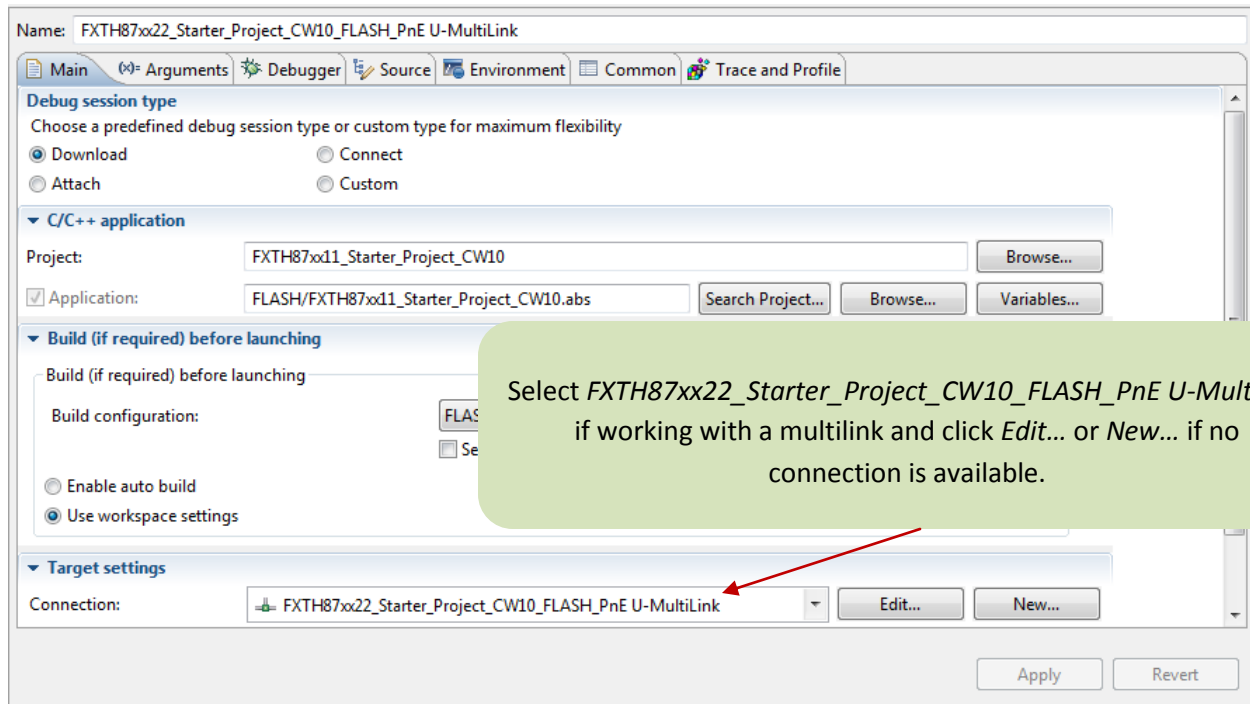 Name: FXTH87xx22_Starter_Project_CW10_FLASH_PnE U-MultiLink
Main (x)= Arguments Debugger Source Environment Common Trace and Profile
Debug session type
Choose a predefined debug session type or custom type for maximum flexibility
Download Connect
Attach Custom
C/C++ application
Project: FXTH87xx11_Starter_Project_CW10 Browse...
Application: FLASH/FXTH87xx11_Starter_Project_CW10.abs Search Project... Browse... Variables...
Build (if required) before launching
Build (if required) before launching
Build configuration: FLAS
Se
Select FXTH87xx22_Starter_Project_CW10_FLASH_PnE U-Mult
if working with a multilink and click Edit… or New… if no
connection is available.
Enable auto build
Use workspace settings
Target settings
Connection: FXTH87xx22_Starter_Project_CW10_FLASH_PnE U-MultiLink Edit... New...
Apply Revert